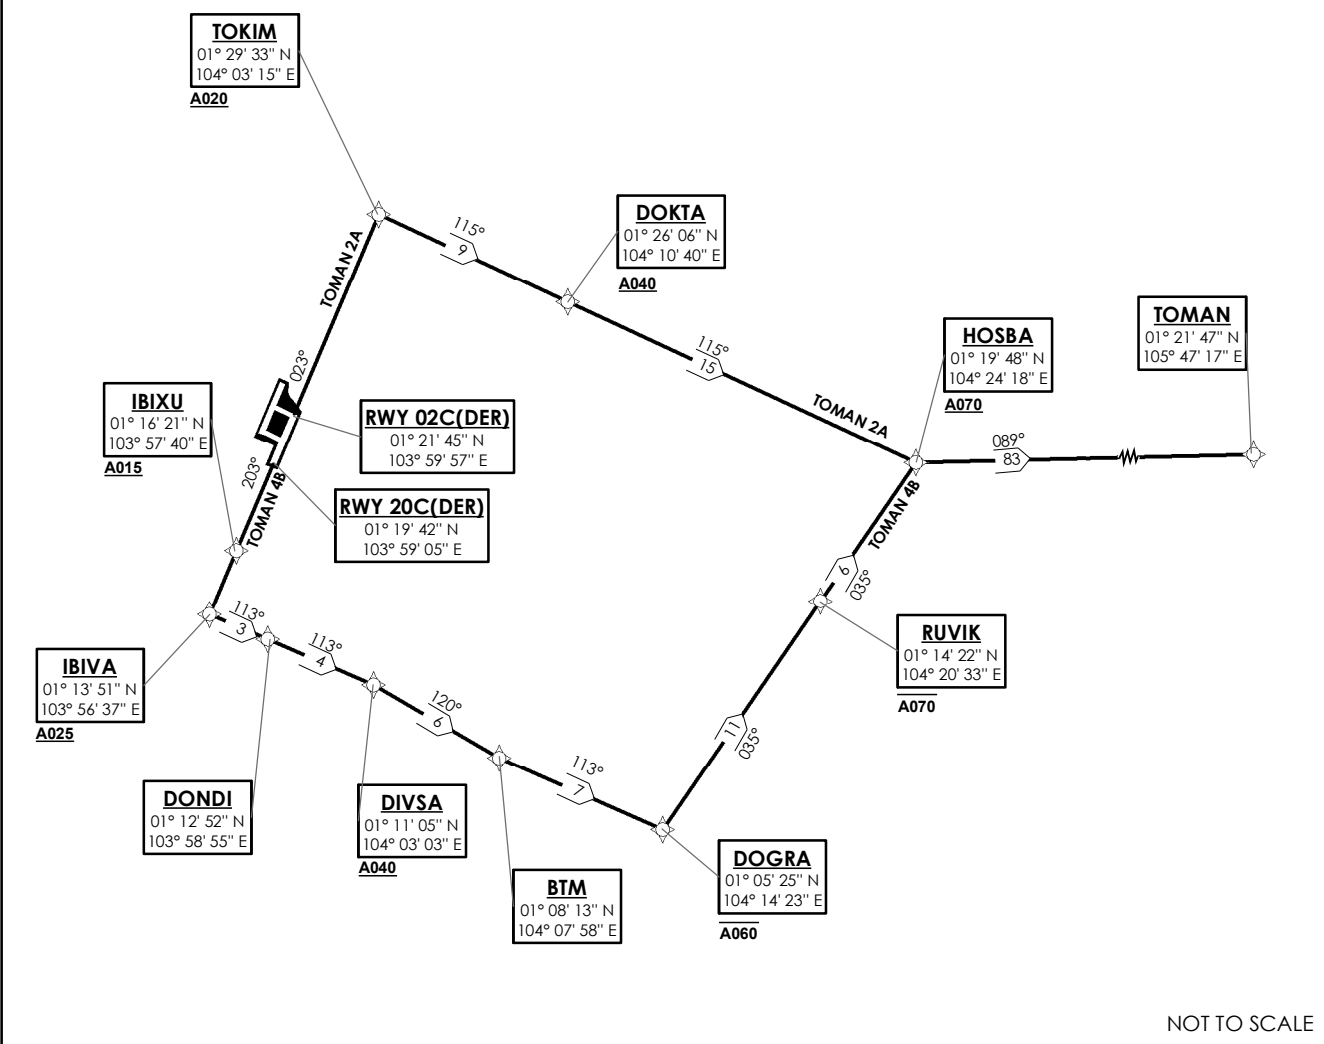 TOKIM
01° 29' 33" N
104° 03' 15" E
A020
TOMAN 2A
023°
115°
9
DOKTA
01° 26' 06" N
104° 10' 40" E
A040
115°
15
TOMAN 2A
HOSBA
01° 19' 48" N
104° 24' 18" E
A070
TOMAN
01° 21' 47" N
105° 47' 17" E
089°
83
IBIXU
01° 16' 21" N
103° 57' 40" E
A015
RWY 02C(DER)
01° 21' 45" N
103° 59' 57" E
RWY 20C(DER)
01° 19' 42" N
103° 59' 05" E
203°
TOMAN 4B
TOMAN 4B
6
035°
RUVIK
01° 14' 22" N
104° 20' 33" E
A070
IBIVA
01° 13' 51" N
103° 56' 37" E
A025
113°
3
113°
4
120°
6
113°
7
11
035°
DONDI
01° 12' 52" N
103° 58' 55" E
DIVSA
01° 11' 05" N
104° 03' 03" E
A040
BTM
01° 08' 13" N
104° 07' 58" E
DOGRA
01° 05' 25" N
104° 14' 23" E
A060
NOT TO SCALE